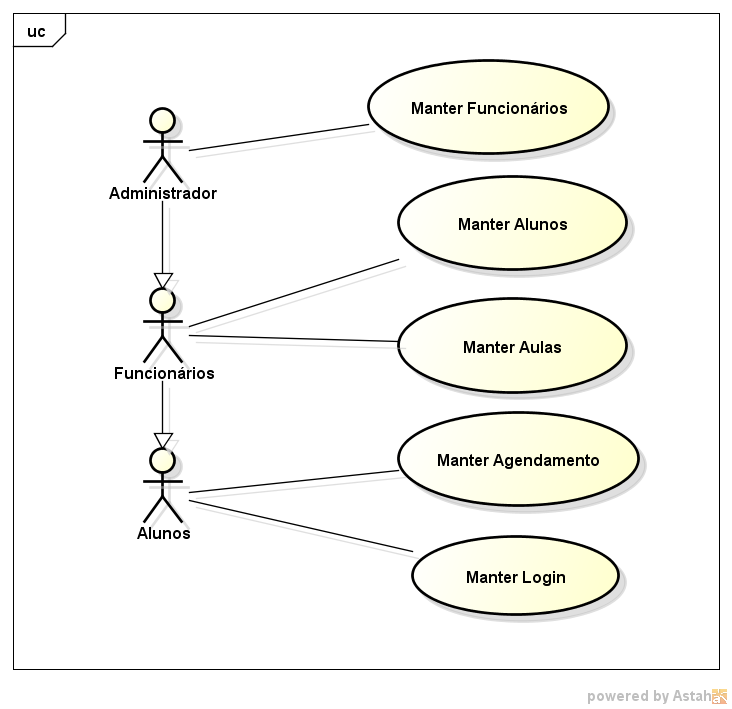 uc
Manter Funcionários
Administrador
Manter Alunos
Manter Aulas
Funcionários
Manter Agendamento
Alunos
Manter Login
powered by Astah